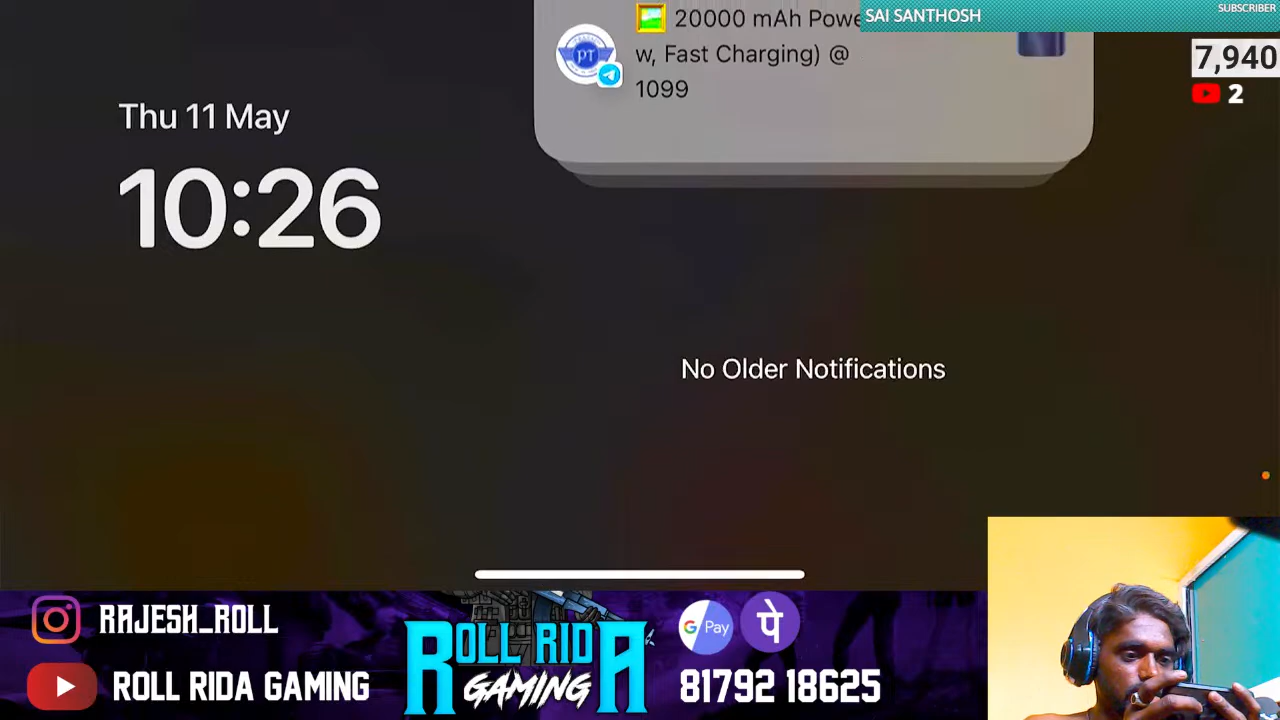 20000 mAh Powe
w, Fast Charging) @
1099
PT
SAI SANTHOSH
SUBSCRIBER
7,940
2
Thu 11 May
10:26
No Older Notifications
RAJESH_ROLL
ROLL RIDA GAMING
ROLL RIDA
GAMING
G Pay
पे
81792 18625